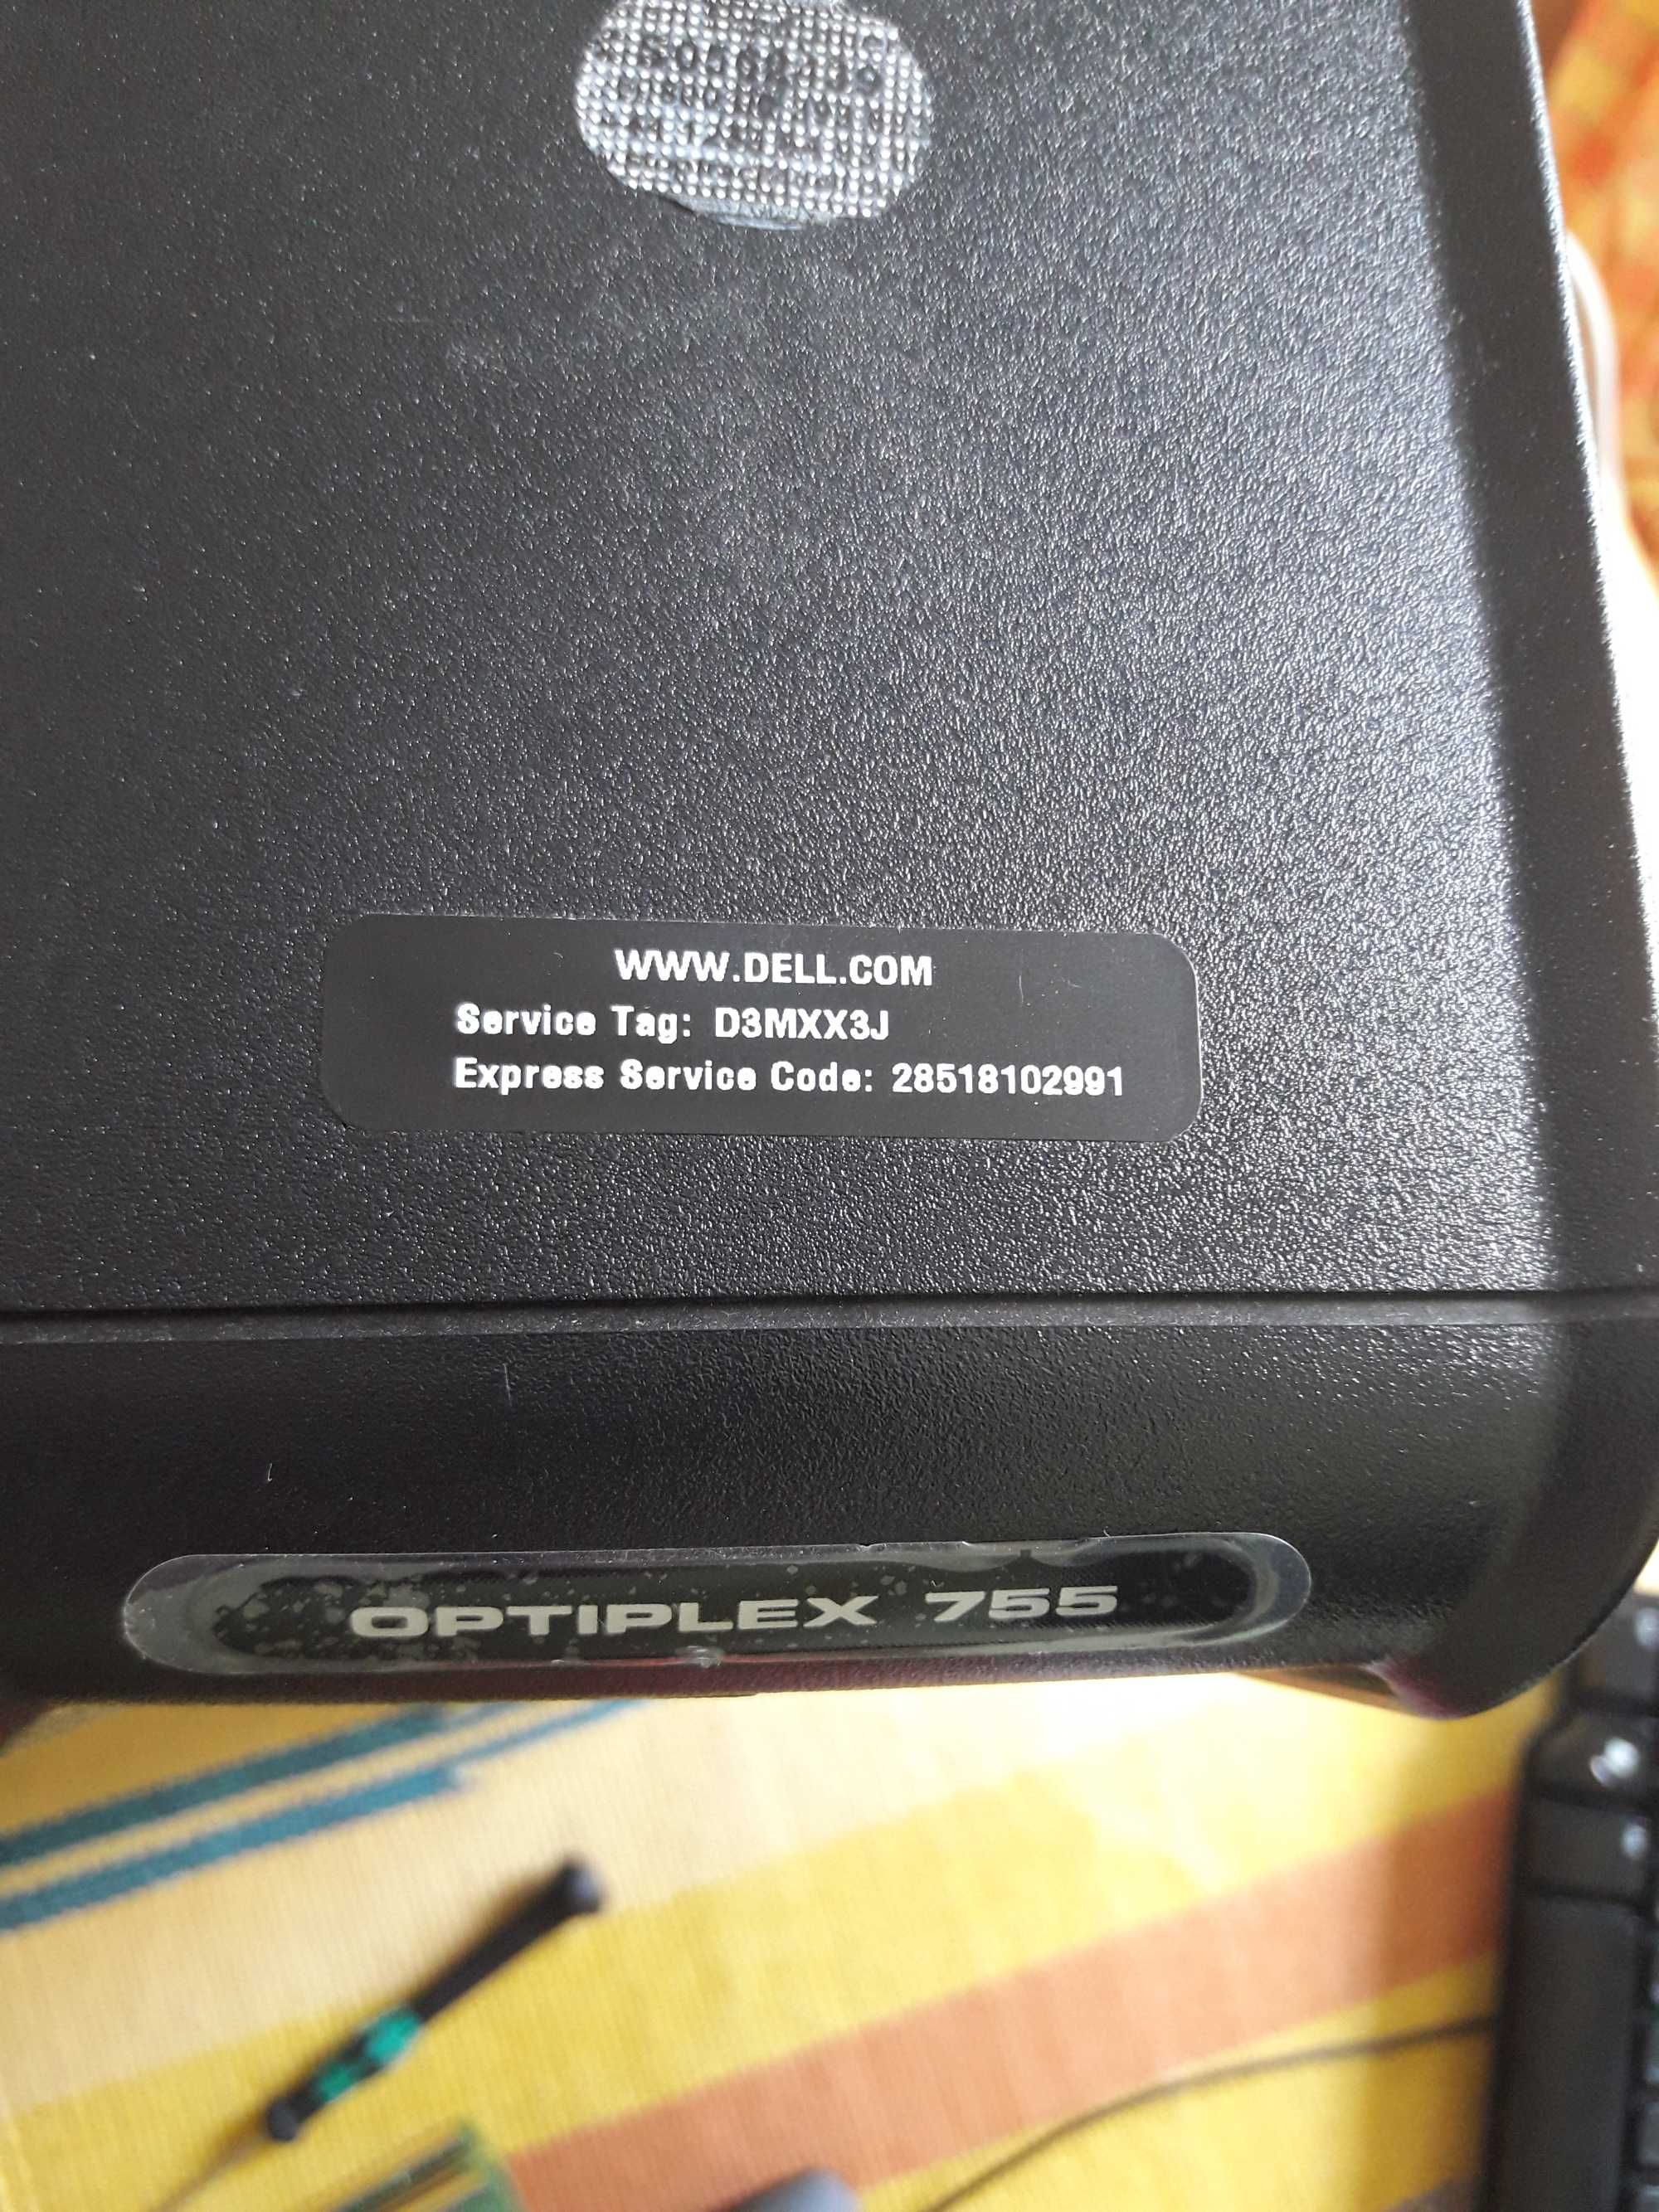 WWW.DELL.COM
Service Tag: D3MXX3J
Express Service Code: 28518102991
OPTIPLEX 755